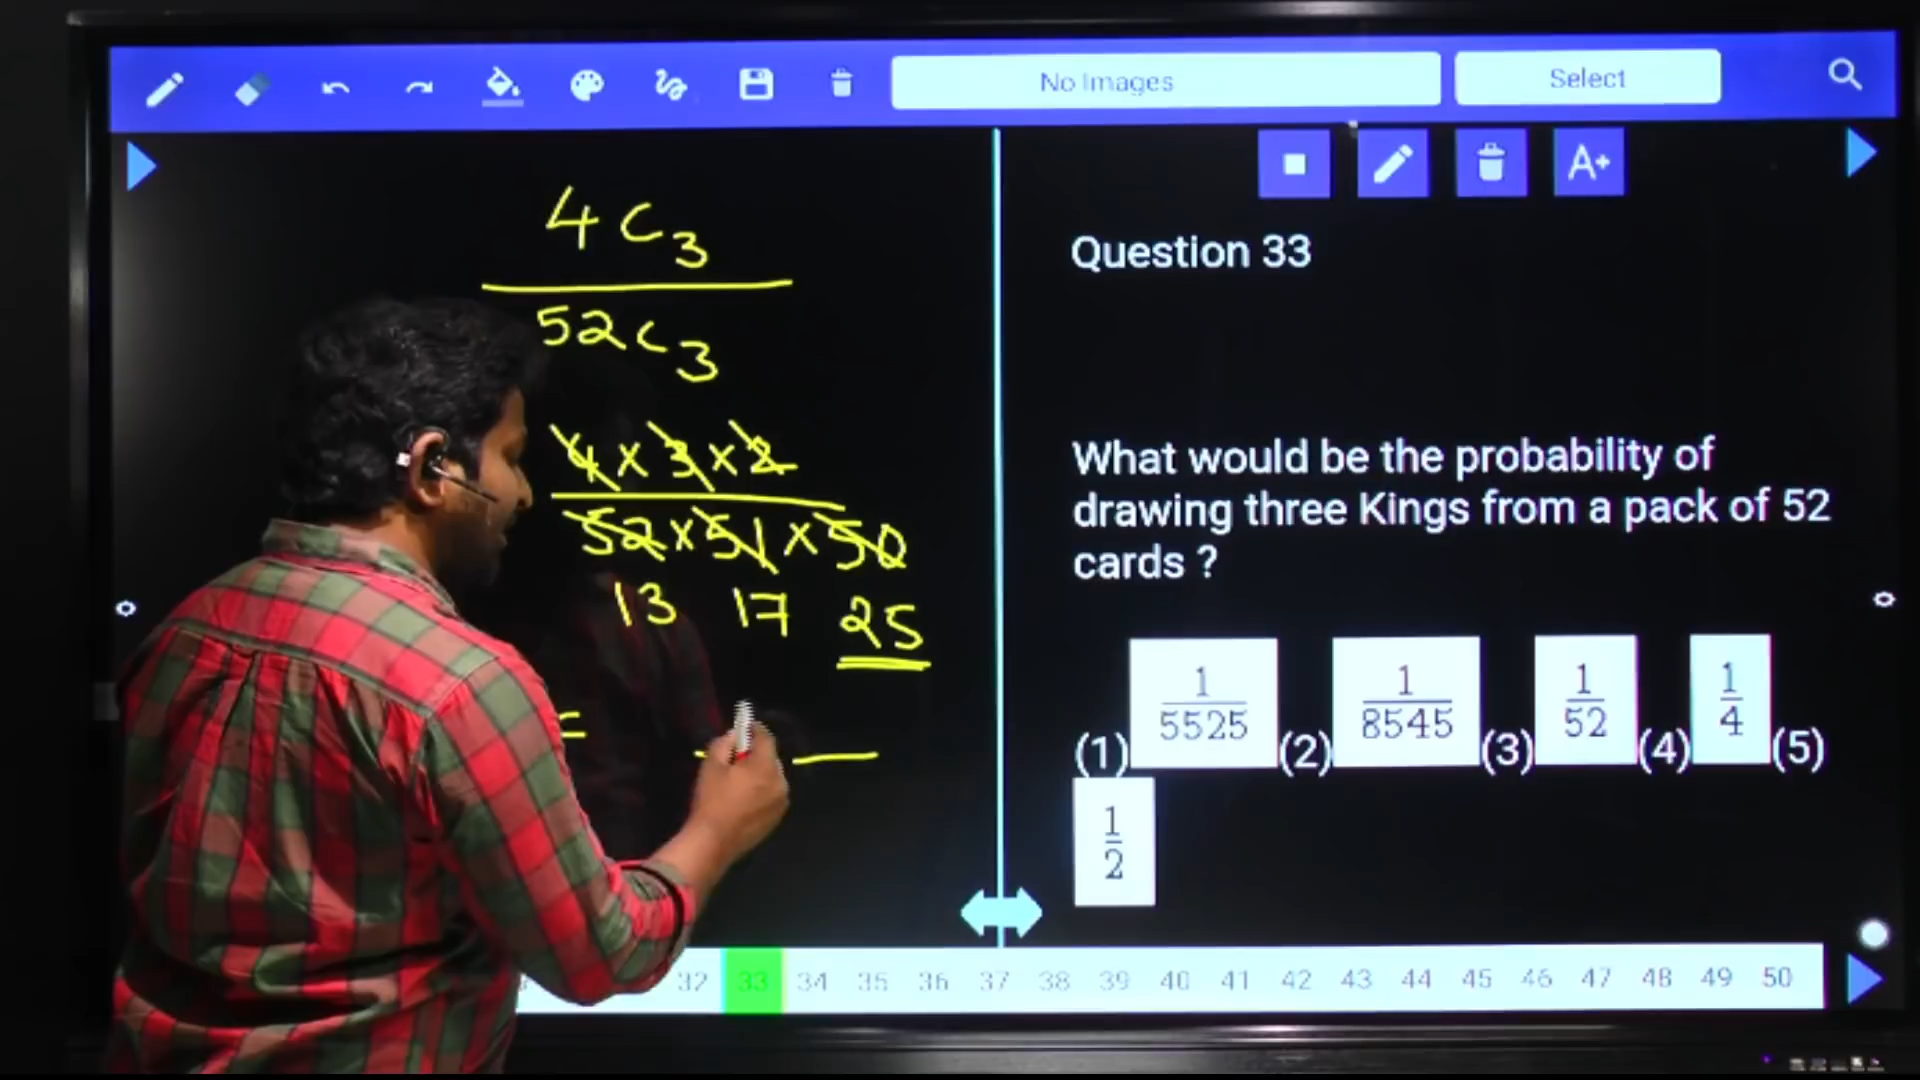 No Images
Select
A+
4C3
52C3
4×3×2
52×51×50
13 17 25
=
Question 33
What would be the probability of
drawing three Kings from a pack of 52
cards ?
(1) 1/5525 (2) 1/8545 (3) 1/52 (4) 1/4 (5)
1/2
32 33 34 35 36 37 38 39 40 41 42 43 44 45 46 47 48 49 50